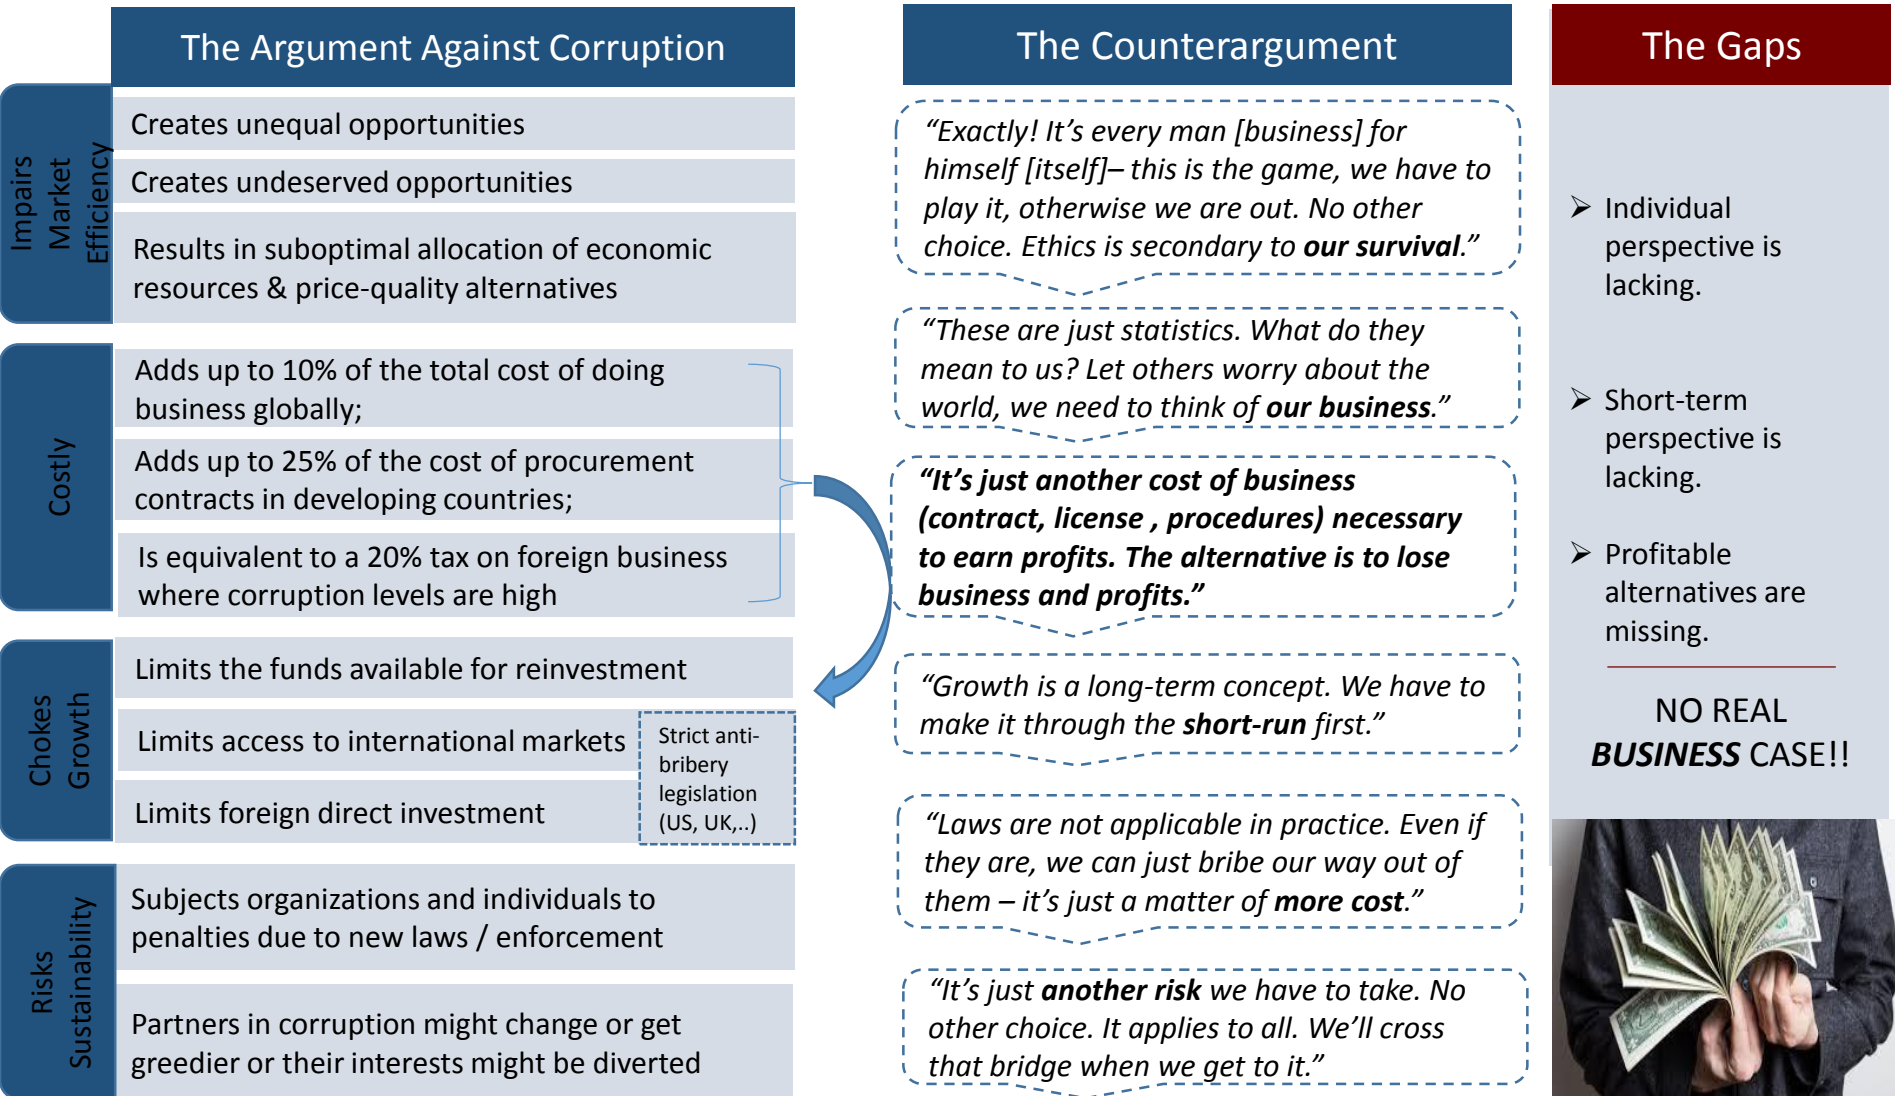 The Argument Against Corruption
Impairs
Market
Efficiency
Creates unequal opportunities
Creates undeserved opportunities
Results in suboptimal allocation of economic
resources & price-quality alternatives
Costly
Adds up to 10% of the total cost of doing
business globally;
Adds up to 25% of the cost of procurement
contracts in developing countries;
Is equivalent to a 20% tax on foreign business
where corruption levels are high
Chokes
Growth
Limits the funds available for reinvestment
Limits access to international markets
Limits foreign direct investment
Strict anti-
bribery
legislation
(US, UK,..)
Risks
Sustainability
Subjects organizations and individuals to
penalties due to new laws / enforcement
Partners in corruption might change or get
greedier or their interests might be diverted
The Counterargument
“Exactly! It’s every man [business] for
himself [itself]– this is the game, we have to
play it, otherwise we are out. No other
choice. Ethics is secondary to our survival.”
“These are just statistics. What do they
mean to us? Let others worry about the
world, we need to think of our business.”
“It’s just another cost of business
(contract, license , procedures) necessary
to earn profits. The alternative is to lose
business and profits.”
“Growth is a long-term concept. We have to
make it through the short-run first.”
“Laws are not applicable in practice. Even if
they are, we can just bribe our way out of
them – it’s just a matter of more cost.”
“It’s just another risk we have to take. No
other choice. It applies to all. We’ll cross
that bridge when we get to it.”
The Gaps
➢ Individual
perspective is
lacking.
➢ Short-term
perspective is
lacking.
➢ Profitable
alternatives are
missing.
NO REAL
BUSINESS CASE!!